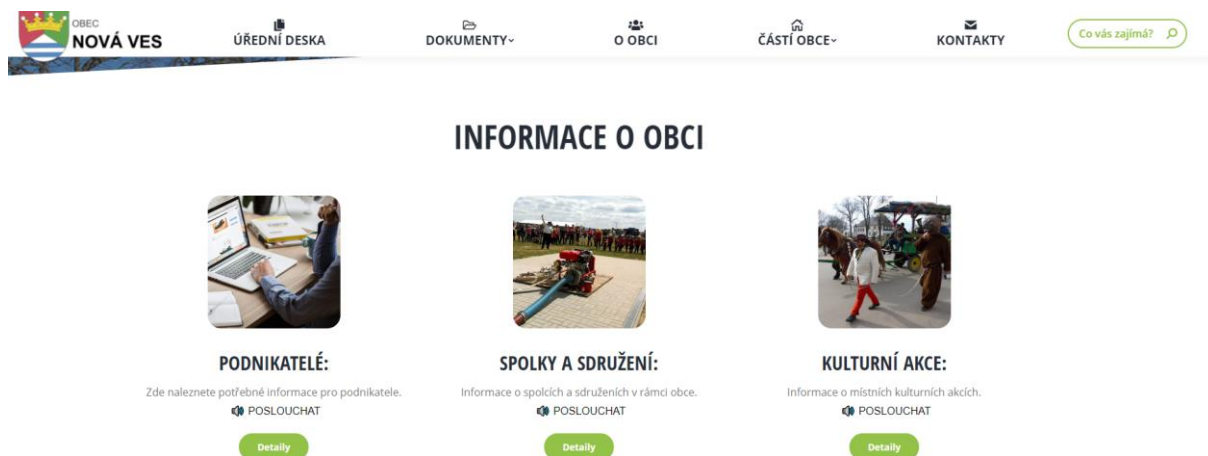 OBEC
NOVÁ VES
ÚŘEDNÍ DESKA
DOKUMENTY
O OBCI
ČÁSTÍ OBCE
KONTAKTY
Co vás zajímá?
INFORMACE O OBCI
PODNIKATELÉ:
SPOLKY A SDRUŽENÍ:
KULTURNÍ AKCE:
Zde naleznete potřebné informace pro podnikatele.
Informace o spolcích a sdruženích v rámci obce.
Informace o místních kulturních akcích.
POSLOUCHAT
POSLOUCHAT
POSLOUCHAT
Detaily
Detaily
Detaily